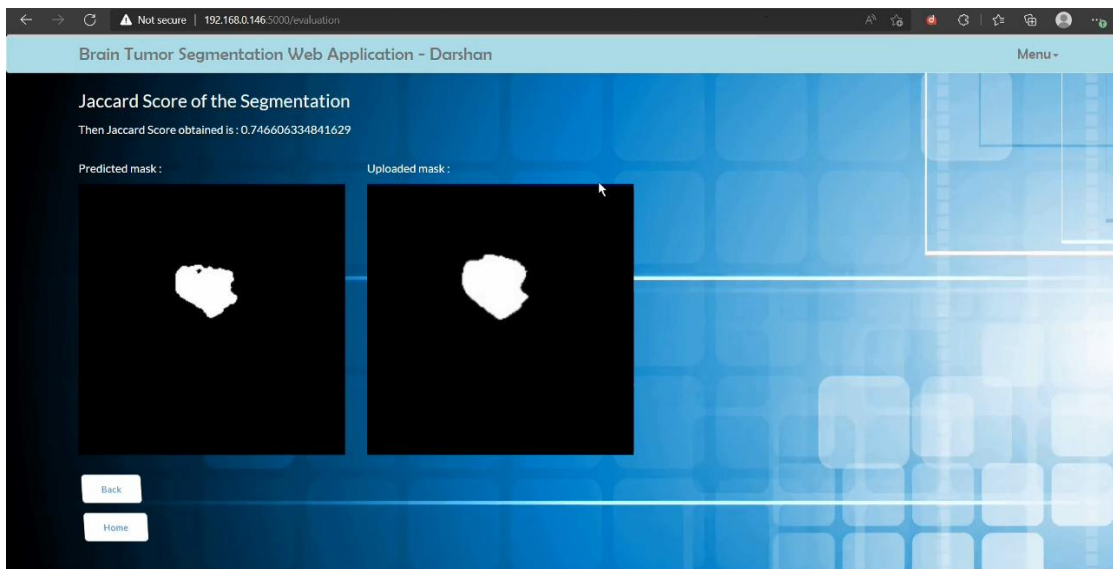 Not secure | 192.168.0.146:5000/evaluation
Brain Tumor Segmentation Web Application - Darshan
Menu
Jaccard Score of the Segmentation
Then Jaccard Score obtained is : 0.746606334841629
Predicted mask :
Uploaded mask :
Back
Home